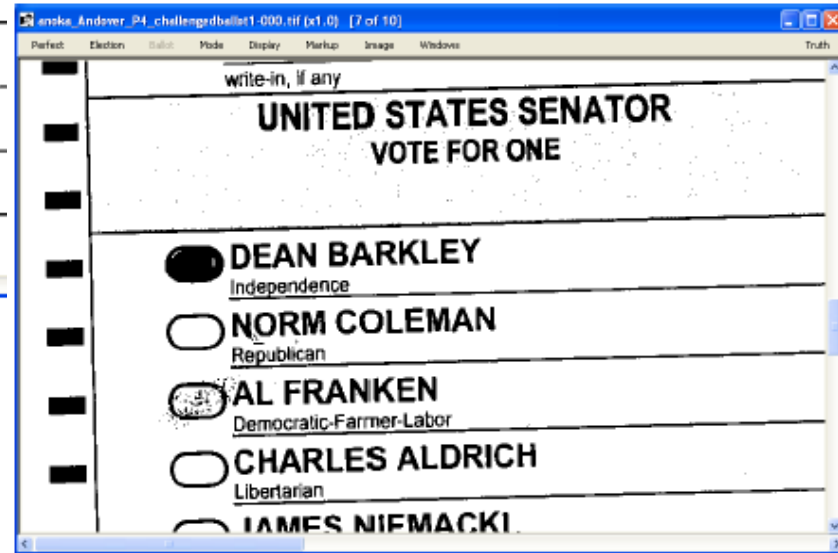 anoka_Andover_P4_challengedballot1-000.tif (x1.0) [7 of 10]
Perfect Election Ballot Mode Display Markup Image Windows Truth
write-in, if any
UNITED STATES SENATOR
VOTE FOR ONE
DEAN BARKLEY
Independence
NORM COLEMAN
Republican
AL FRANKEN
Democratic-Farmer-Labor
CHARLES ALDRICH
Libertarian
JAMES NIEMACKL